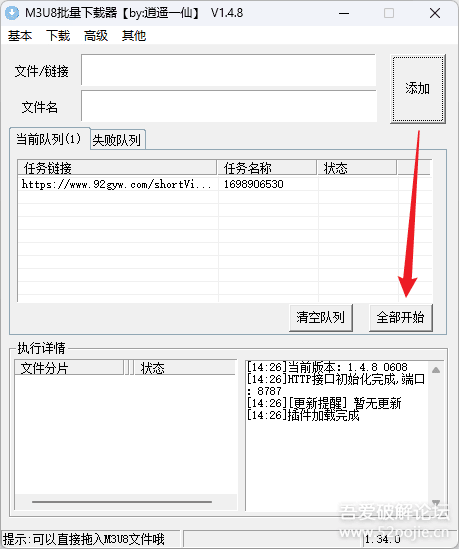 M3U8批量下载器【by:逍遥一仙】 V1.4.8
基本 下载 高级 其他
文件/链接
添加
文件名
当前队列(1) 失败队列
任务链接 任务名称 状态
https://www.92gyw.com/shortVi... 1698906530
清空队列 全部开始
执行详情
文件分片 状态
[14:26]当前版本: 1.4.8 0608
[14:26]HTTP接口初始化完成,端口
: 8787
[14:26][更新提醒] 暂无更新
[14:26]插件加载完成
吾爱破解论坛
www.52pojie.cn
提示:可以直接拖入M3U8文件哦 1.34.0